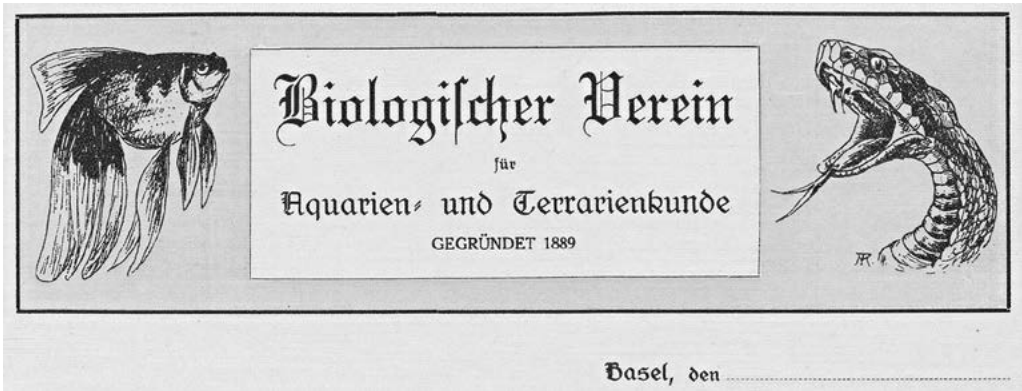 Biologiſcher Verein
für
Aquarien- und Terrarienkunde
GEGRÜNDET 1889
Basel, den